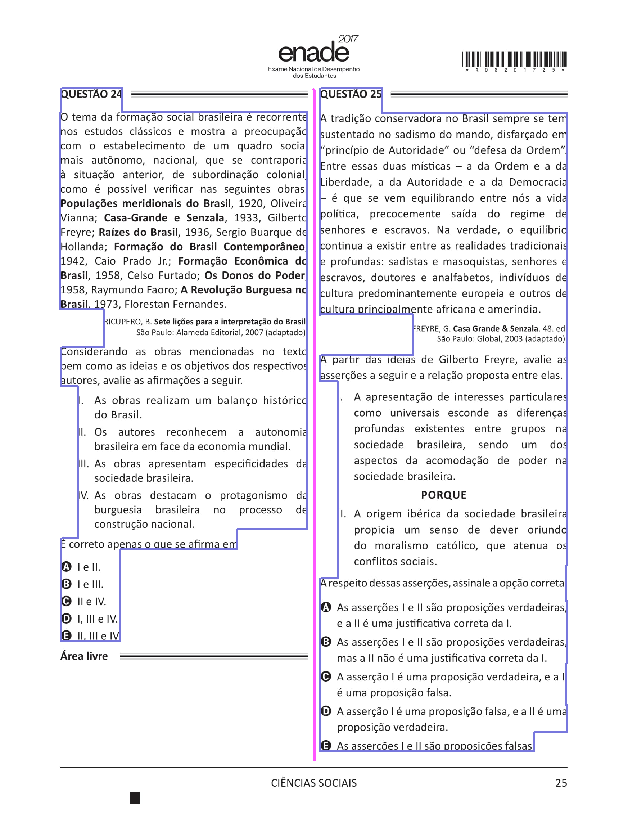 enade 2017
Exame Nacional de Desempenho
dos Estudantes
*R062201725*
QUESTÃO 24
O tema da formação social brasileira é recorrente
nos estudos clássicos e mostra a preocupação
com o estabelecimento de um quadro social
mais autônomo, nacional, que se contraporia
à situação anterior, de subordinação colonial,
como é possível verificar nas seguintes obras:
Populações meridionais do Brasil, 1920, Oliveira
Vianna; Casa-Grande e Senzala, 1933, Gilberto
Freyre; Raízes do Brasil, 1936, Sergio Buarque de
Hollanda; Formação do Brasil Contemporâneo,
1942, Caio Prado Jr.; Formação Econômica do
Brasil, 1958, Celso Furtado; Os Donos do Poder,
1958, Raymundo Faoro; A Revolução Burguesa no
Brasil, 1973, Florestan Fernandes.
RICUPERO, B. Sete lições para a interpretação do Brasil.
São Paulo: Alameda Editorial, 2007 (adaptado).
Considerando as obras mencionadas no texto
bem como as ideias e os objetivos dos respectivos
autores, avalie as afirmações a seguir.
I. As obras realizam um balanço histórico
do Brasil.
II. Os autores reconhecem a autonomia
brasileira em face da economia mundial.
III. As obras apresentam especificidades da
sociedade brasileira.
IV. As obras destacam o protagonismo da
burguesia brasileira no processo de
construção nacional.
É correto apenas o que se afirma em
A I e II.
B I e III.
C II e IV.
D I, III e IV.
E II, III e IV.
Área livre
QUESTÃO 25
A tradição conservadora no Brasil sempre se tem
sustentado no sadismo do mando, disfarçado em
“princípio de Autoridade” ou “defesa da Ordem”.
Entre essas duas místicas – a da Ordem e a da
Liberdade, a da Autoridade e a da Democracia
– é que se vem equilibrando entre nós a vida
política, precocemente saída do regime de
senhores e escravos. Na verdade, o equilíbrio
continua a existir entre as realidades tradicionais
e profundas: sadistas e masoquistas, senhores e
escravos, doutores e analfabetos, indivíduos de
cultura predominantemente europeia e outros de
cultura principalmente africana e ameríndia.
FREYRE, G. Casa Grande & Senzala. 48. ed.
São Paulo: Global, 2003 (adaptado).
A partir das ideias de Gilberto Freyre, avalie as
asserções a seguir e a relação proposta entre elas.
I. A apresentação de interesses particulares
como universais esconde as diferenças
profundas existentes entre grupos na
sociedade brasileira, sendo um dos
aspectos da acomodação de poder na
sociedade brasileira.
PORQUE
II. A origem ibérica da sociedade brasileira
propicia um senso de dever oriundo
do moralismo católico, que atenua os
conflitos sociais.
A respeito dessas asserções, assinale a opção correta.
A As asserções I e II são proposições verdadeiras,
e a II é uma justificativa correta da I.
B As asserções I e II são proposições verdadeiras,
mas a II não é uma justificativa correta da I.
C A asserção I é uma proposição verdadeira, e a II
é uma proposição falsa.
D A asserção I é uma proposição falsa, e a II é uma
proposição verdadeira.
E As asserções I e II são proposições falsas.
CIÊNCIAS SOCIAIS
25